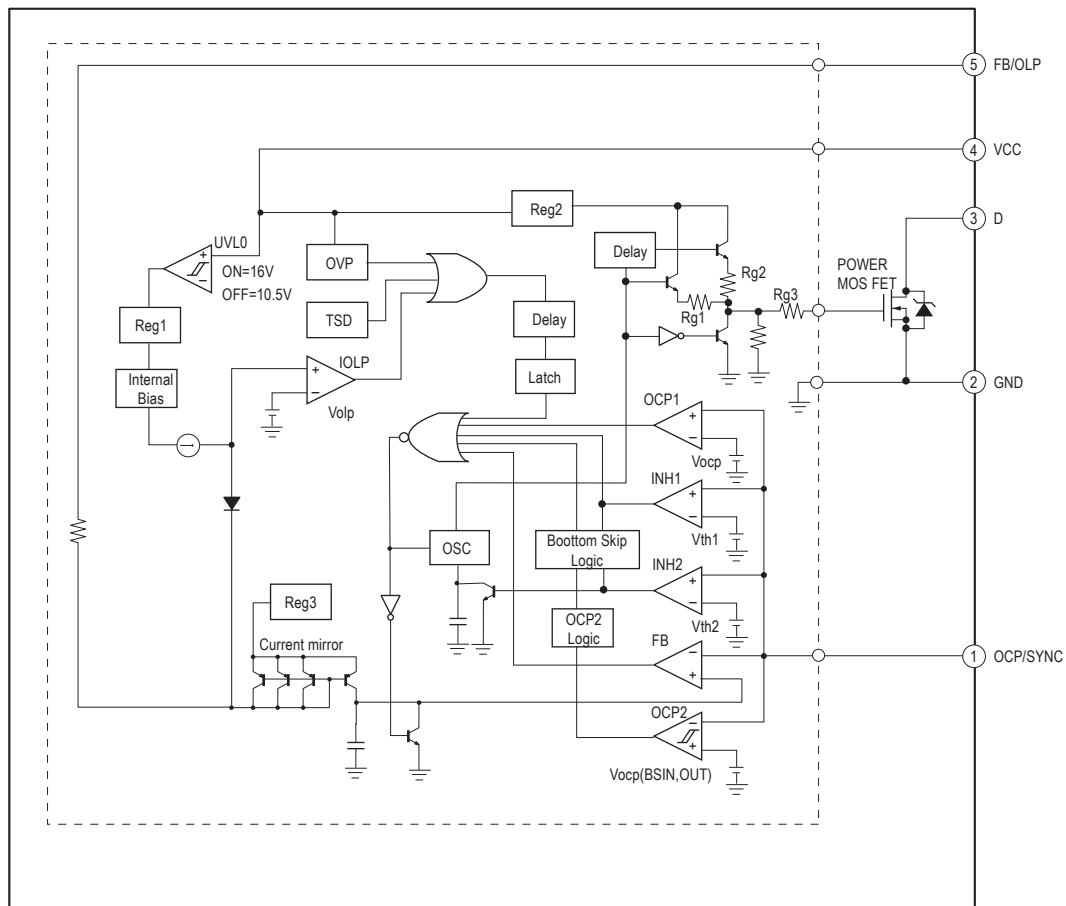 5 FB/OLP
4 VCC
Reg2
3 D
UVL0
ON=16V
OFF=10.5V
OVP
Delay
Rg2
POWER
MOS FET
Rg3
Reg1
TSD
Delay
Rg1
IOLP
Internal
Bias
Latch
2 GND
Volp
OCP1
Vocp
INH1
OSC
Boottom Skip
Logic
Vth1
INH2
Reg3
OCP2
Logic
Vth2
Current mirror
FB
1 OCP/SYNC
OCP2
Vocp(BSIN,OUT)